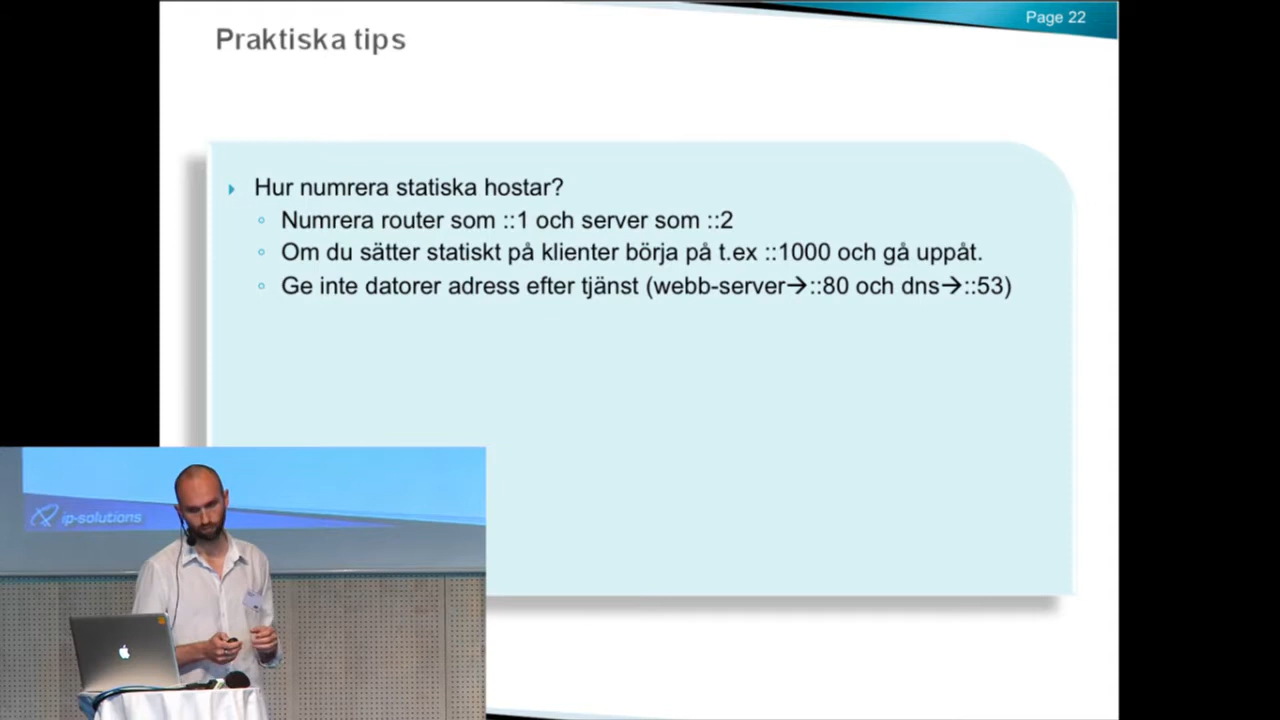 Page 22
Praktiska tips
Hur numrera statiska hostar?
Numrera router som ::1 och server som ::2
Om du sätter statiskt på klienter börja på t.ex ::1000 och gå uppåt.
Ge inte datorer adress efter tjänst (webb-server→::80 och dns→::53)
ip-solutions